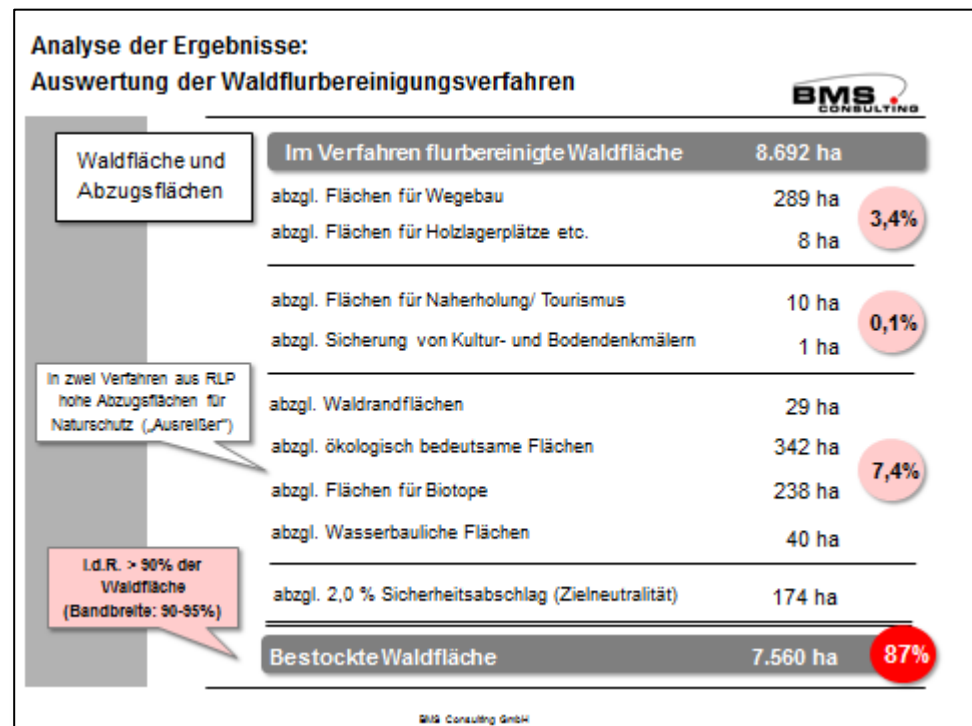 Analyse der Ergebnisse:
Auswertung der Waldflurbereinigungsverfahren
BMS
CONSULTING
Waldfläche und
Abzugsflächen
Im Verfahren flurbereinigte Waldfläche 8.692 ha
abzgl. Flächen für Wegebau 289 ha
3,4%
abzgl. Flächen für Holzlagerplätze etc. 8 ha
abzgl. Flächen für Naherholung/ Tourismus 10 ha
0,1%
abzgl. Sicherung von Kultur- und Bodendenkmälern 1 ha
In zwei Verfahren aus RLP
hohe Abzugsflächen für
Naturschutz („Ausreißer“)
abzgl. Waldrandflächen 29 ha
abzgl. ökologisch bedeutsame Flächen 342 ha
7,4%
abzgl. Flächen für Biotope 238 ha
abzgl. Wasserbauliche Flächen 40 ha
I.d.R. > 90% der
Waldfläche
(Bandbreite: 90-95%)
abzgl. 2,0 % Sicherheitsabschlag (Zielneutralität) 174 ha
Bestockte Waldfläche 7.560 ha 87%
BMS Consulting GmbH